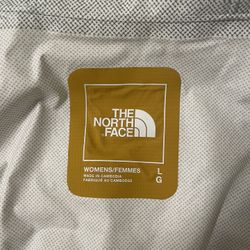 THE
NORTH
FACE
WOMENS/FEMMES
MADE IN CAMBODIA
FABRIQUÉ AU CAMBODGE
L
G